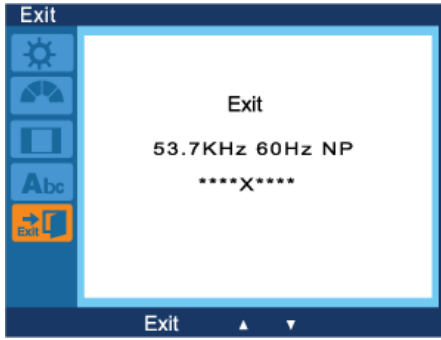 Exit
Abc
Exit
Exit
53.7KHz 60Hz NP
****X****
Exit ▲ ▼